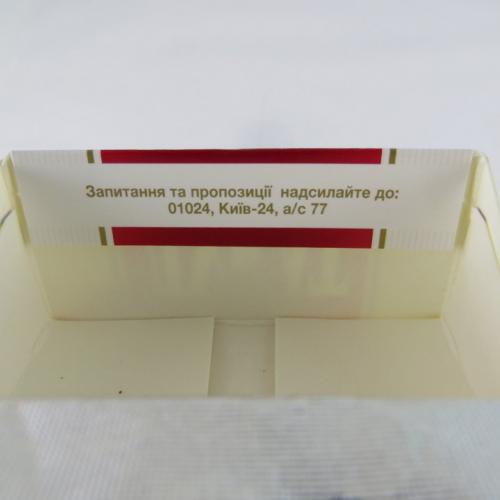 Запитання та пропозиції надсилайте до:
01024, Київ-24, а/с 77